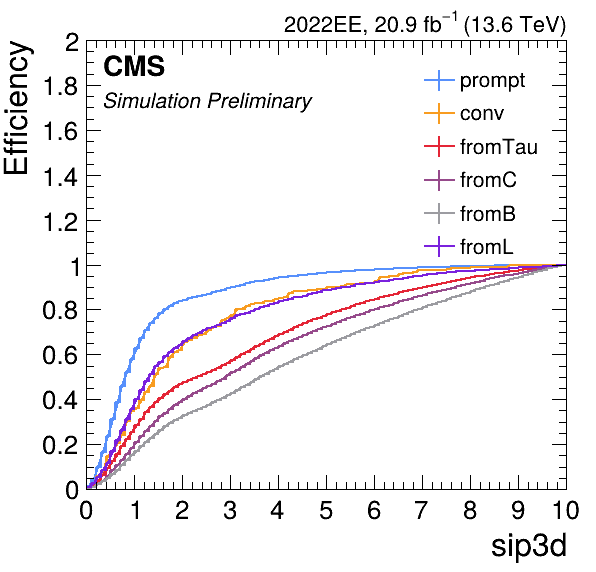 2022EE, 20.9 fb⁻¹ (13.6 TeV)
CMS
Simulation Preliminary
prompt
conv
fromTau
fromC
fromB
fromL
Efficiency
2
1.8
1.6
1.4
1.2
1
0.8
0.6
0.4
0.2
0
0 1 2 3 4 5 6 7 8 9 10
sip3d